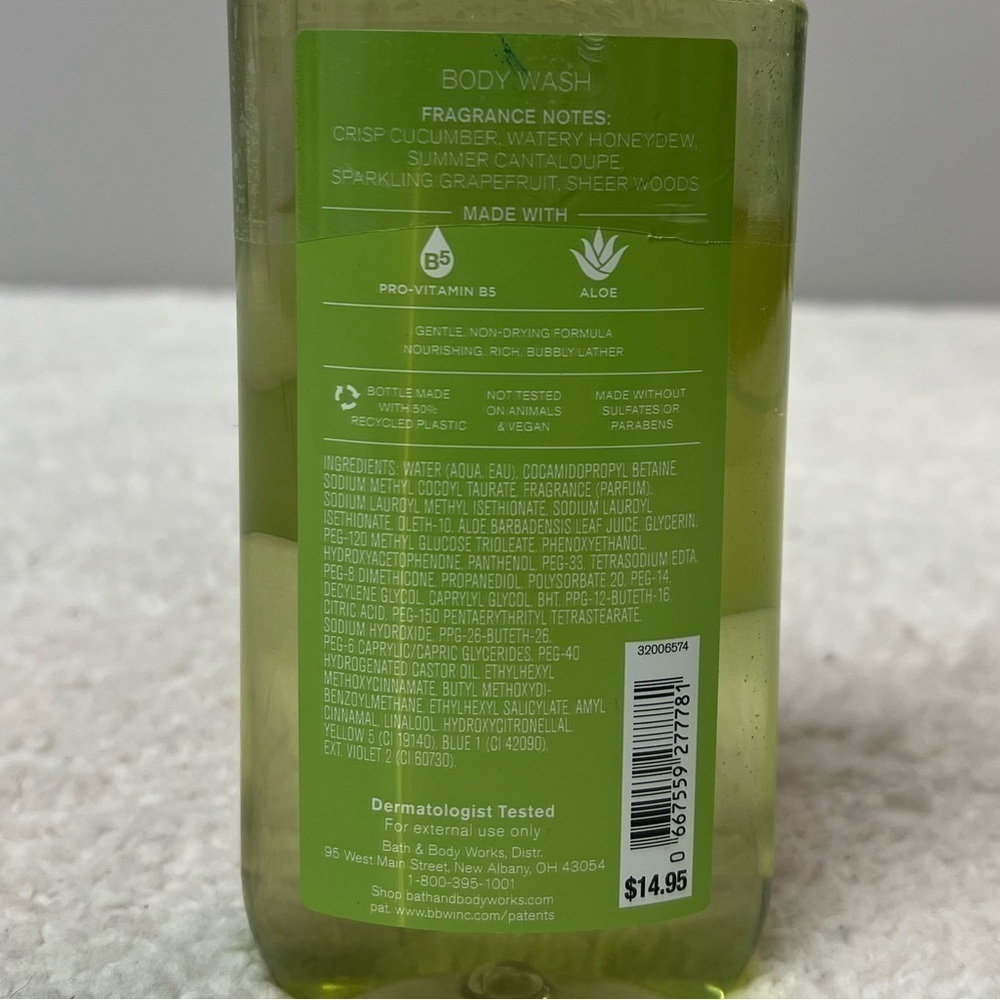 BODY WASH
FRAGRANCE NOTES:
CRISP CUCUMBER, WATERY HONEYDEW,
SUMMER CANTALOUPE,
SPARKLING GRAPEFRUIT, SHEER WOODS
MADE WITH
B5
PRO-VITAMIN B5
ALOE
GENTLE, NON-DRYING FORMULA
NOURISHING, RICH, BUBBLY LATHER
BOTTLE MADE
WITH 50%
RECYCLED PLASTIC
NOT TESTED
ON ANIMALS
& VEGAN
MADE WITHOUT
SULFATES OR
PARABENS
INGREDIENTS: WATER (AQUA, EAU), COCAMIDOPROPYL BETAINE,
SODIUM METHYL COCOYL TAURATE, FRAGRANCE (PARFUM),
SODIUM LAUROYL METHYL ISETHIONATE, SODIUM LAUROYL
ISETHIONATE, OLETH-10, ALOE BARBADENSIS LEAF JUICE, GLYCERIN,
PEG-120 METHYL GLUCOSE TRIOLEATE, PHENOXYETHANOL,
HYDROXYACETOPHENONE, PANTHENOL, PEG-33, TETRASODIUM EDTA,
PEG-8 DIMETHICONE, PROPANEDIOL, POLYSORBATE 20, PEG-14,
DECYLENE GLYCOL, CAPRYLYL GLYCOL, BHT, PPG-12-BUTETH-16,
CITRIC ACID, PEG-150 PENTAERYTHRITYL TETRASTEARATE,
SODIUM HYDROXIDE, PPG-26-BUTETH-26,
PEG-6 CAPRYLIC/CAPRIC GLYCERIDES, PEG-40
HYDROGENATED CASTOR OIL, ETHYLHEXYL
METHOXYCINNAMATE, BUTYL METHOXYDI-
BENZOYLMETHANE, ETHYLHEXYL SALICYLATE, AMYL
CINNAMAL, LINALOOL, HYDROXYCITRONELLAL,
YELLOW 5 (CI 19140), BLUE 1 (CI 42090),
EXT. VIOLET 2 (CI 60730).
32006574
0 667559 277781
$14.95
Dermatologist Tested
For external use only
Bath & Body Works, Distr.
95 West Main Street, New Albany, OH 43054
1-800-395-1001
Shop bathandbodyworks.com
pat. www.bbwinc.com/patents